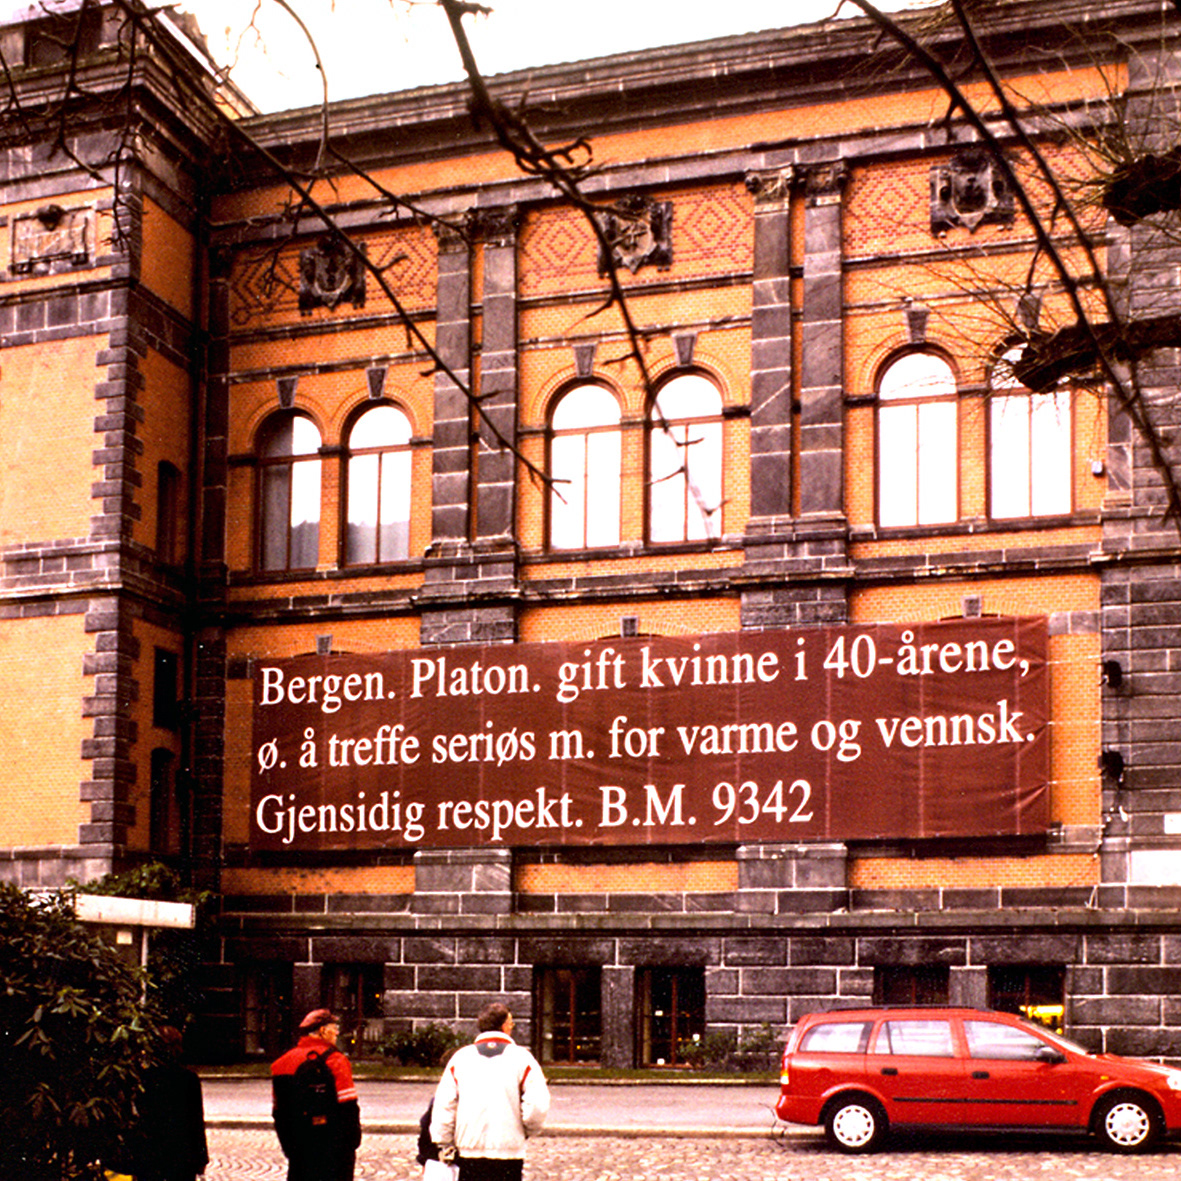 Bergen. Platon. gift kvinne i 40-årene,
ø. å treffe seriøs m. for varme og vennsk.
Gjensidig respekt. B.M. 9342